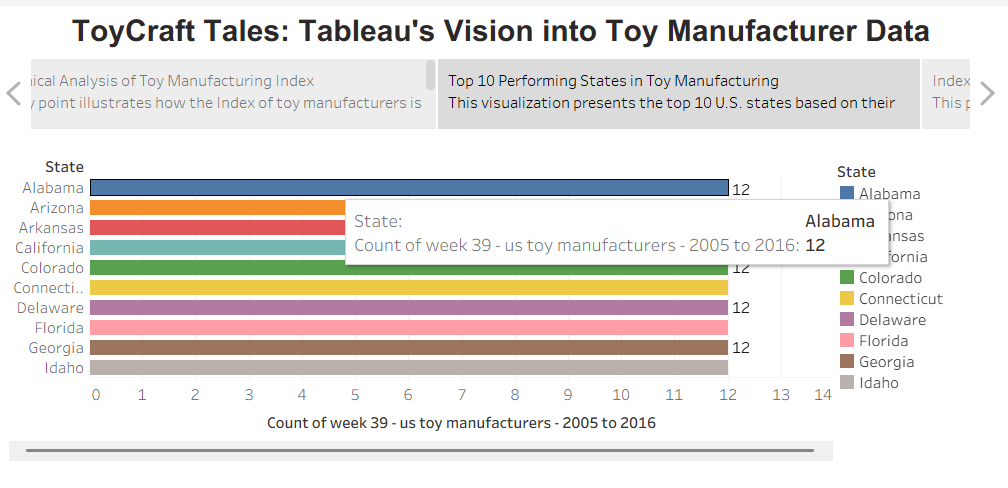 ToyCraft Tales: Tableau's Vision into Toy Manufacturer Data
ical Analysis of Toy Manufacturing Index
point illustrates how the Index of toy manufacturers is
Top 10 Performing States in Toy Manufacturing
This visualization presents the top 10 U.S. states based on their
Index
This
State
Alabama
Arizona
Arkansas
California
Colorado
Connecti..
Delaware
Florida
Georgia
Idaho
12
12
12
12
State:
Alabama
Count of week 39 - us toy manufacturers - 2005 to 2016: 12
0 1 2 3 4 5 6 7 8 9 10 11 12 13 14
Count of week 39 - us toy manufacturers - 2005 to 2016
State
Alabama
ona
ansas
fornia
Colorado
Connecticut
Delaware
Florida
Georgia
Idaho